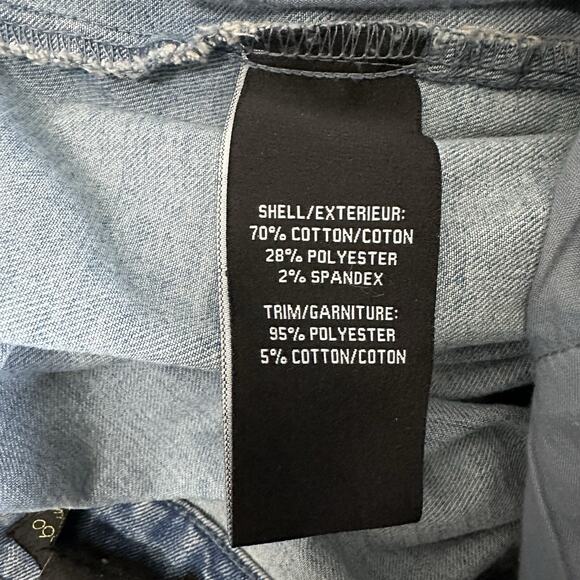 SHELL/EXTERIEUR:
70% COTTON/COTON
28% POLYESTER
2% SPANDEX
TRIM/GARNITURE:
95% POLYESTER
5% COTTON/COTON